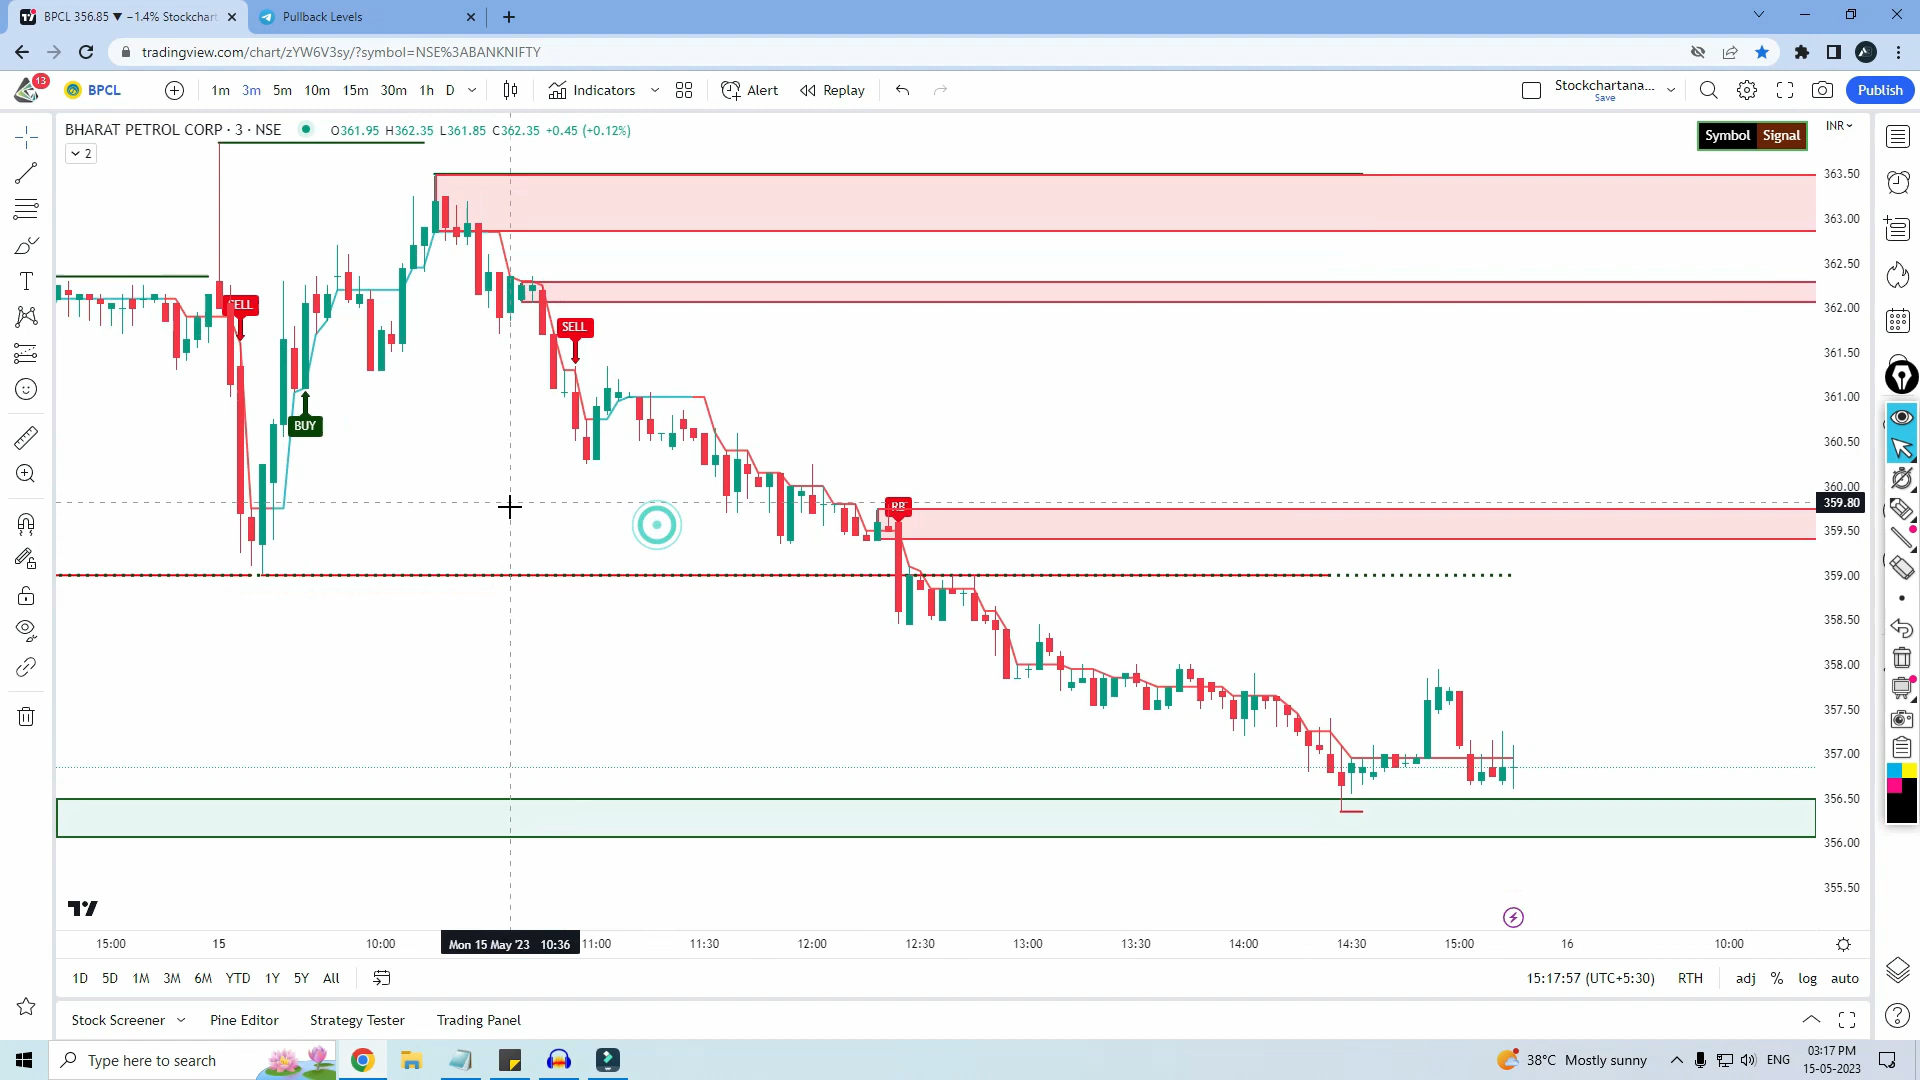 BPCL 356.85 ▼ −1.4% Stockchart
Pullback Levels
tradingview.com/chart/zYW6V3sy/?symbol=NSE%3ABANKNIFTY
13
BPCL
1m 3m 5m 10m 15m 30m 1h D
Indicators
Alert
Replay
Stockchartana...
Save
Publish
BHARAT PETROL CORP · 3 · NSE
O361.95 H362.35 L361.85 C362.35 +0.45 (+0.12%)
2
Symbol Signal
INR
363.50
363.00
362.50
362.00
361.50
361.00
360.50
360.00
359.80
359.50
359.00
358.50
358.00
357.50
357.00
356.50
356.00
355.50
SELL
SELL
BUY
15:00 15 10:00 Mon 15 May '23 10:36 11:00 11:30 12:00 12:30 13:00 13:30 14:00 14:30 15:00 16 10:00
1D 5D 1M 3M 6M YTD 1Y 5Y All
15:17:57 (UTC+5:30) RTH adj % log auto
Stock Screener Pine Editor Strategy Tester Trading Panel
Type here to search
38°C Mostly sunny
ENG
03:17 PM
15-05-2023